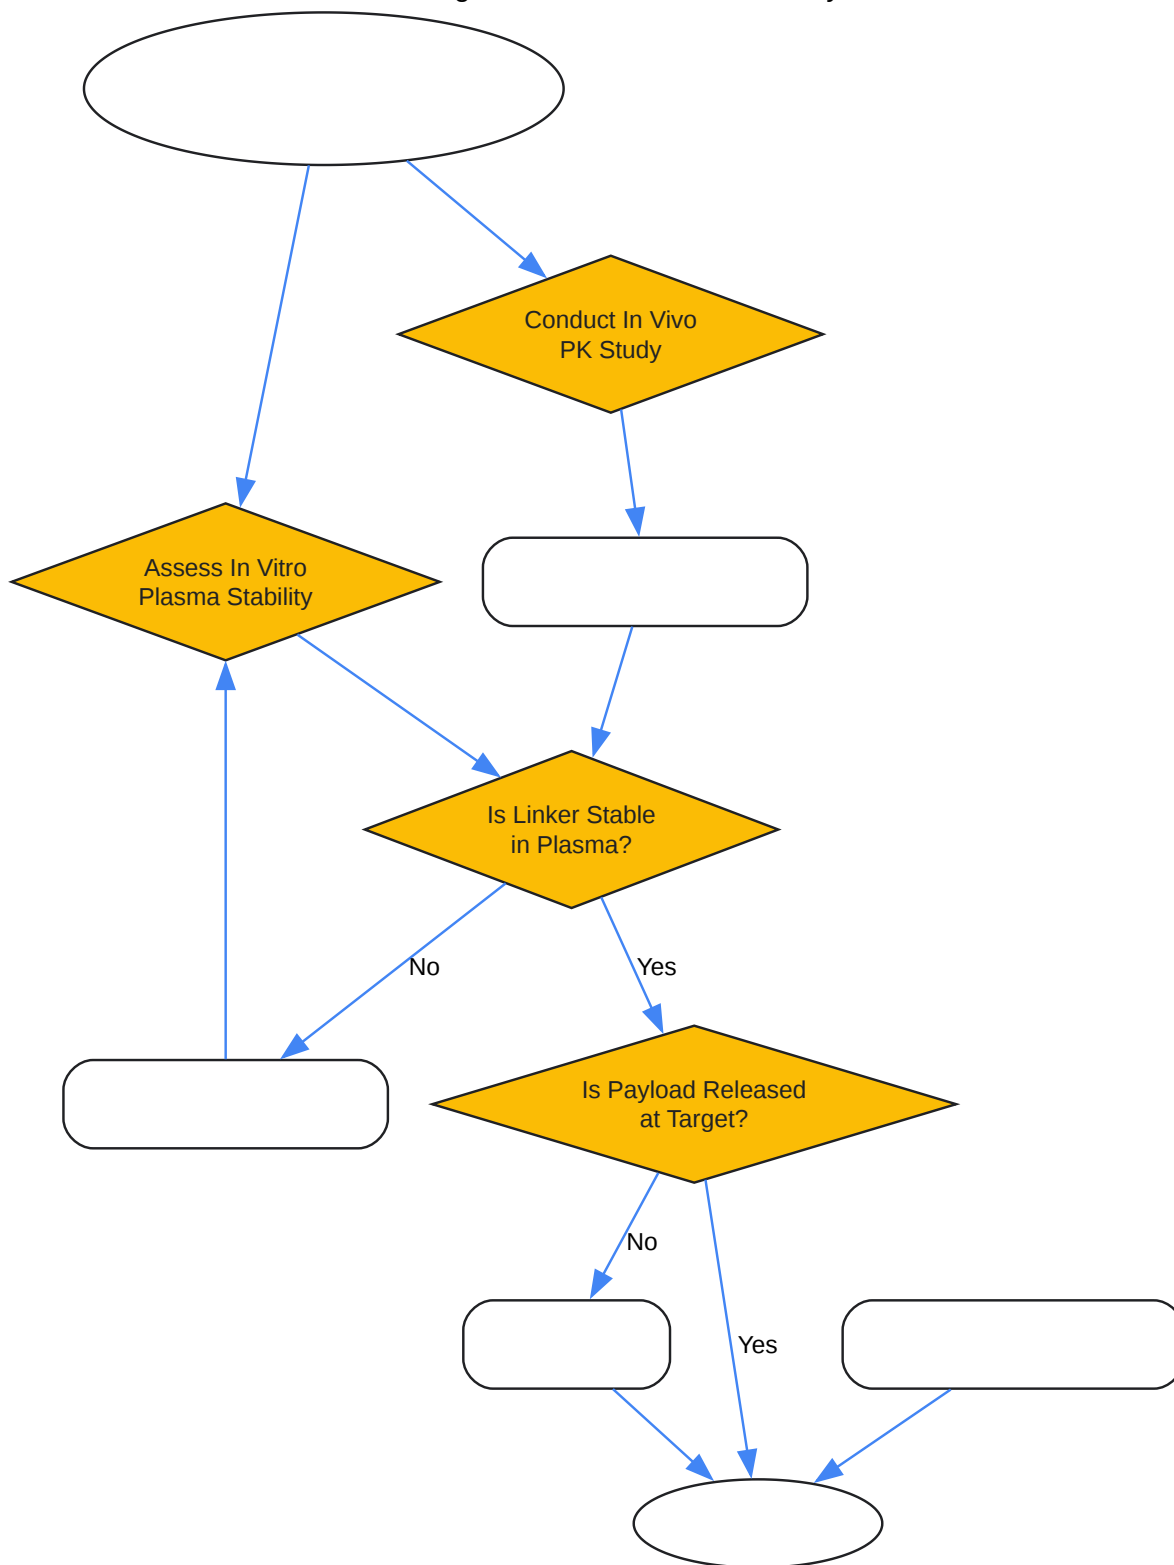 Conduct In Vivo
PK Study
Assess In Vitro
Plasma Stability
Is Linker Stable
in Plasma?
No
Yes
Is Payload Released
at Target?
No
Yes